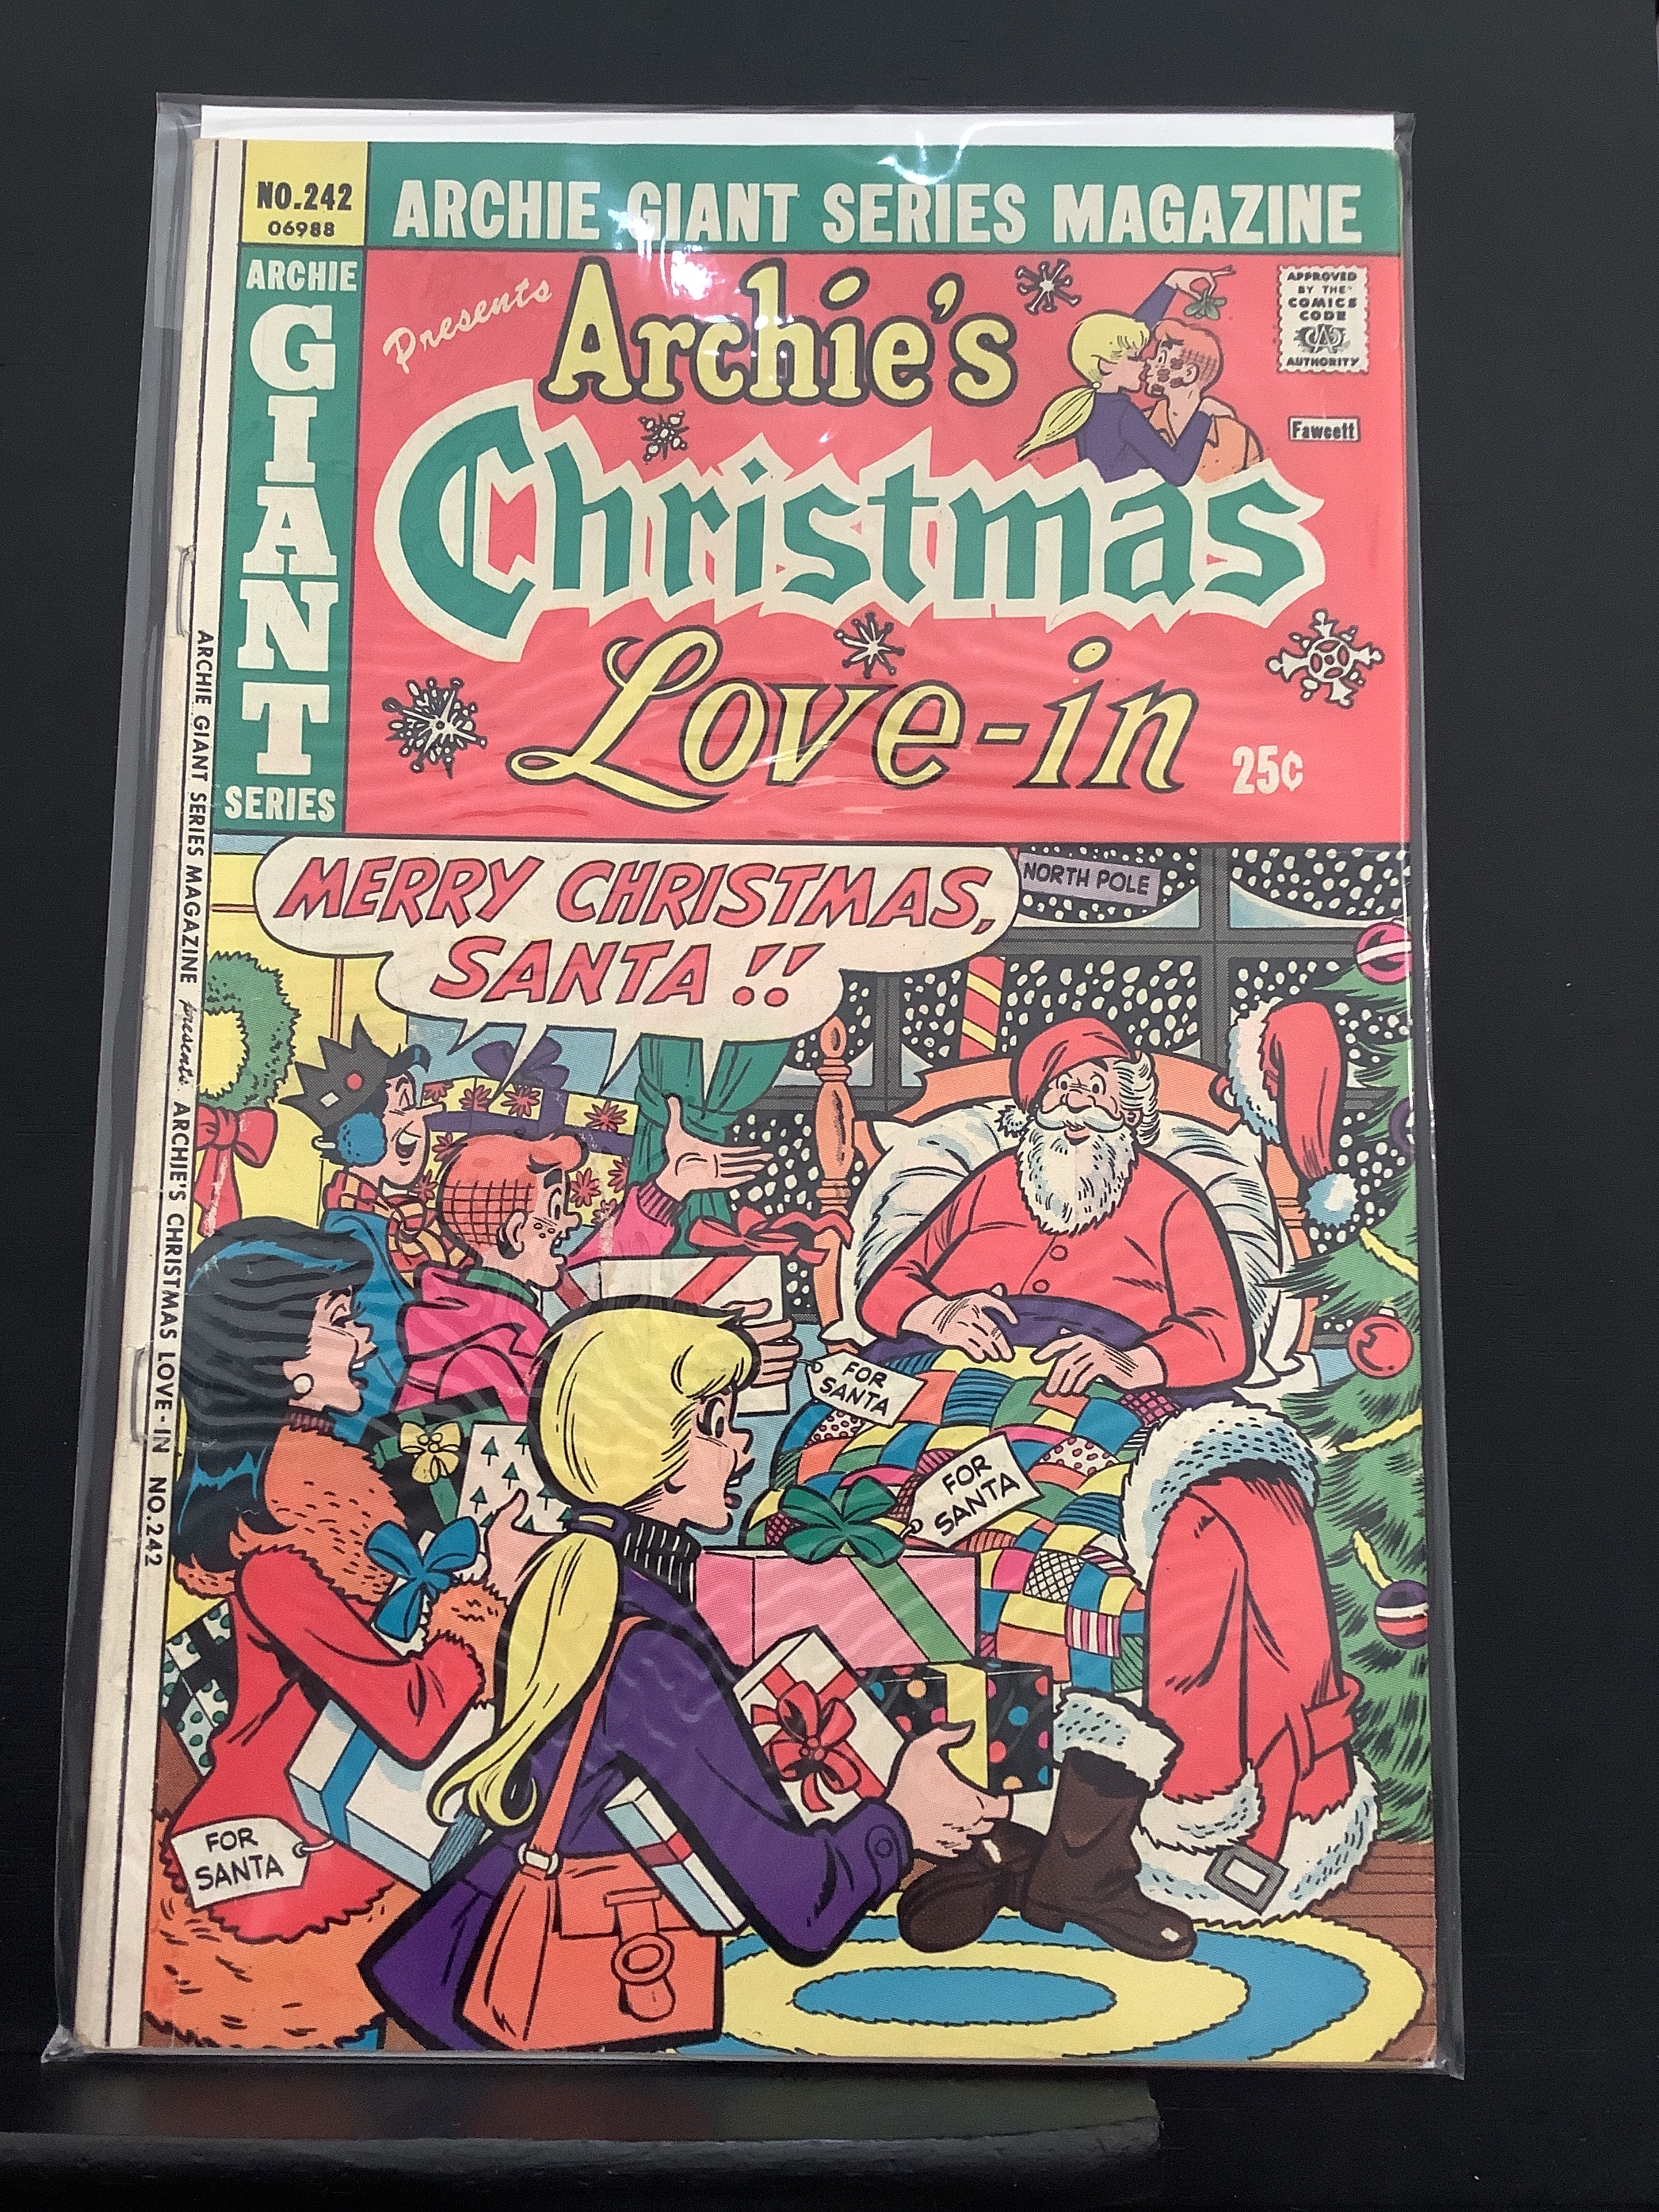 NO.242
06988
ARCHIE GIANT SERIES MAGAZINE
ARCHIE
GIANT
SERIES
Presents
Archie's
Christmas
Love-in
25¢
APPROVED
BY THE
COMICS
CODE
CA
AUTHORITY
Fawcett
ARCHIE GIANT SERIES MAGAZINE presents ARCHIE'S CHRISTMAS LOVE-IN NO.242
MERRY CHRISTMAS,
SANTA!!
NORTH POLE
FOR
SANTA
FOR
SANTA
FOR
SANTA